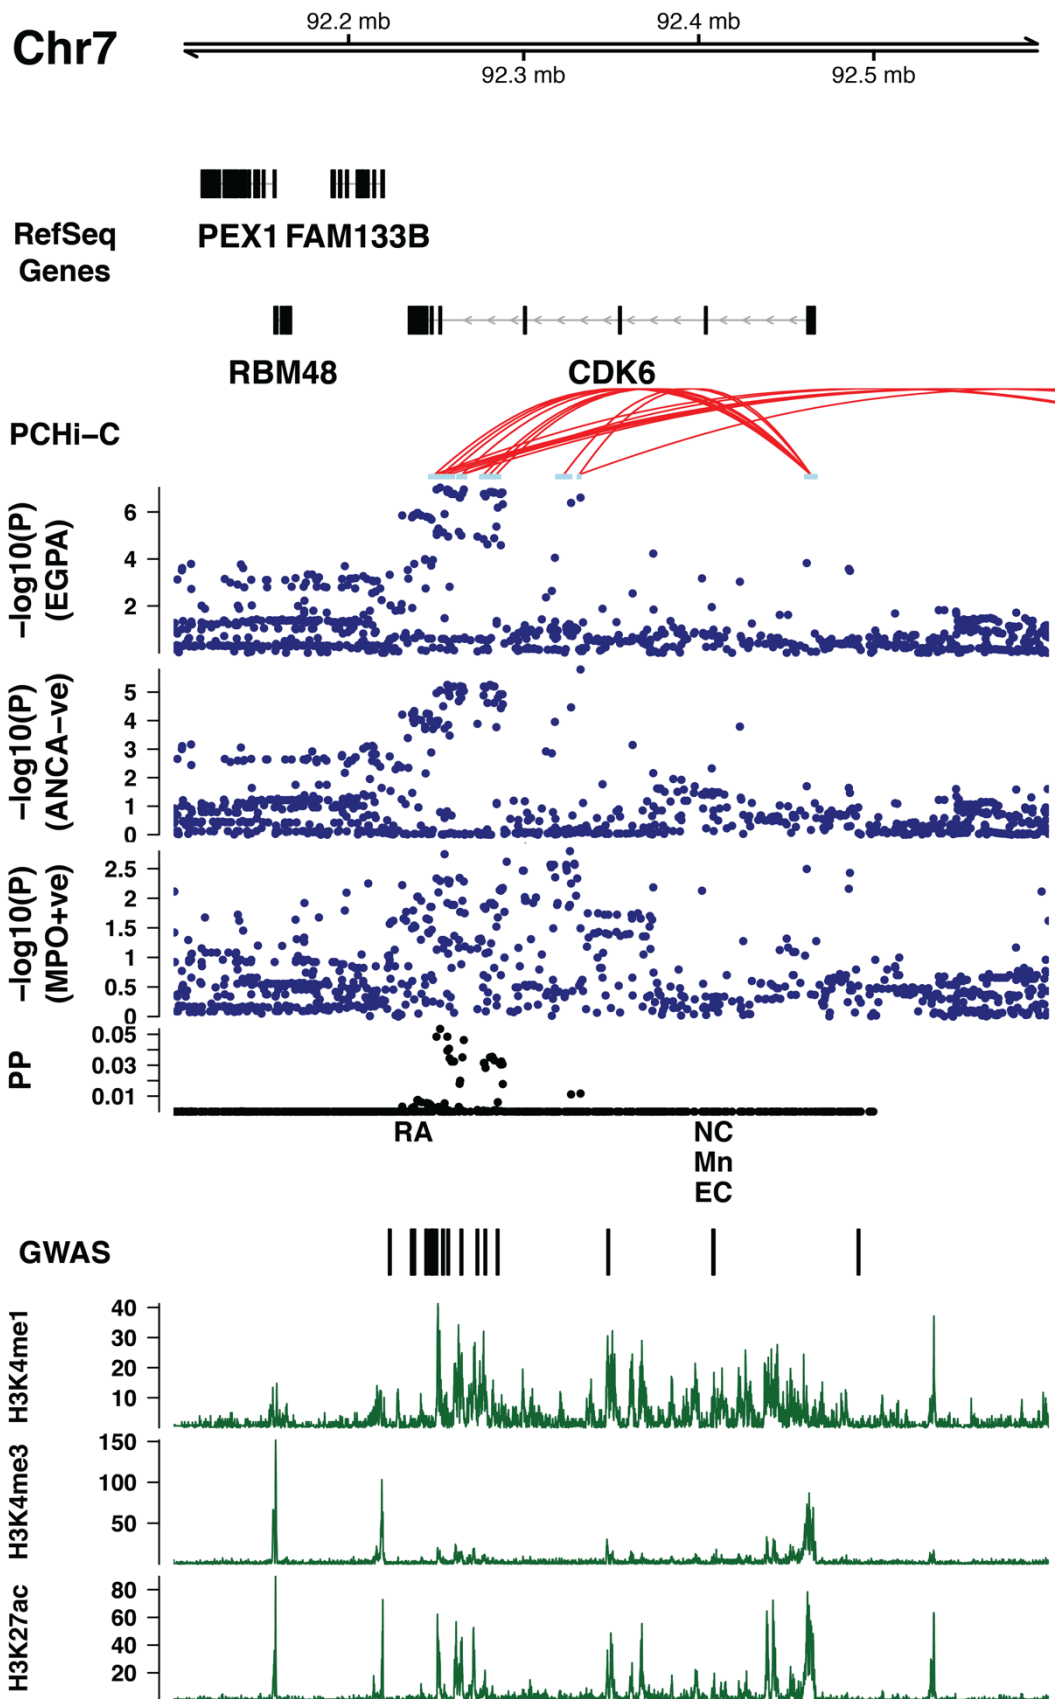 Chr7
92.2 mb
92.4 mb
92.3 mb
92.5 mb
RefSeq
Genes
PEX1 FAM133B
RBM48
CDK6
PCHi–C
–log10(P)
(EGPA)
6
4
2
–log10(P)
(ANCA–ve)
5
4
3
2
1
0
–log10(P)
(MPO+ve)
2.5
2
1.5
1
0.5
0
PP
0.05
0.03
0.01
RA
NC
Mn
EC
GWAS
H3K4me1
40
30
20
10
H3K4me3
150
100
50
H3K27ac
80
60
40
20